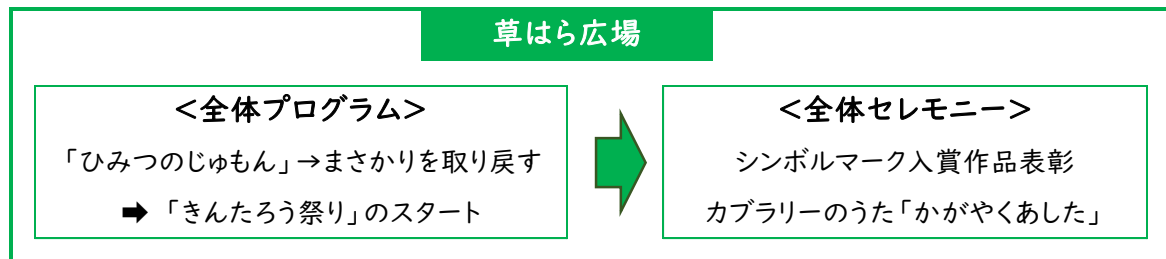 草はら広場
＜全体プログラム＞
「ひみつのじゅもん」→まさかりを取り戻す
➡ 「きんたろう祭り」のスタート
＜全体セレモニー＞
シンボルマーク入賞作品表彰
カブラリーのうた「かがやくあした」